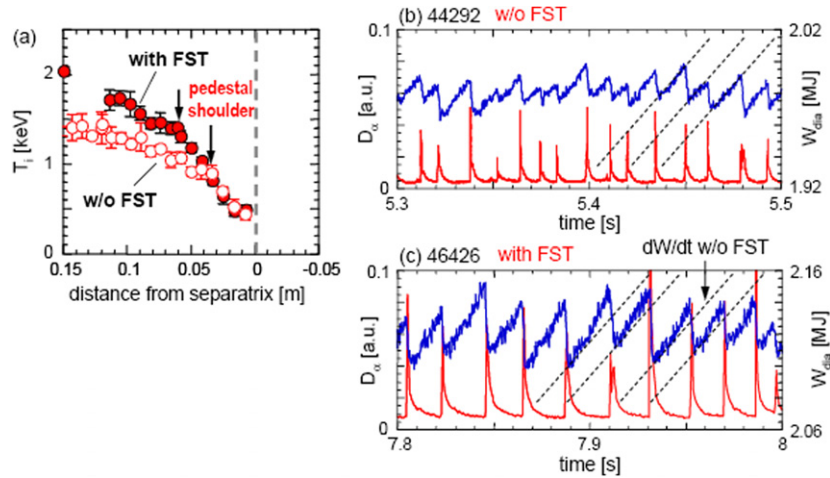 (a)
with FST
pedestal
shoulder
w/o FST
T_i [keV]
2
1
0
0.15 0.1 0.05 0 -0.05
distance from separatrix [m]
(b) 44292 w/o FST
0.1
D_α [a.u.]
0
2.02
W_dia [MJ]
1.92
5.3 5.4 5.5
time [s]
(c) 46426 with FST
dW/dt w/o FST
0.1
D_α [a.u.]
0
2.16
W_dia [MJ]
2.06
7.8 7.9 8
time [s]